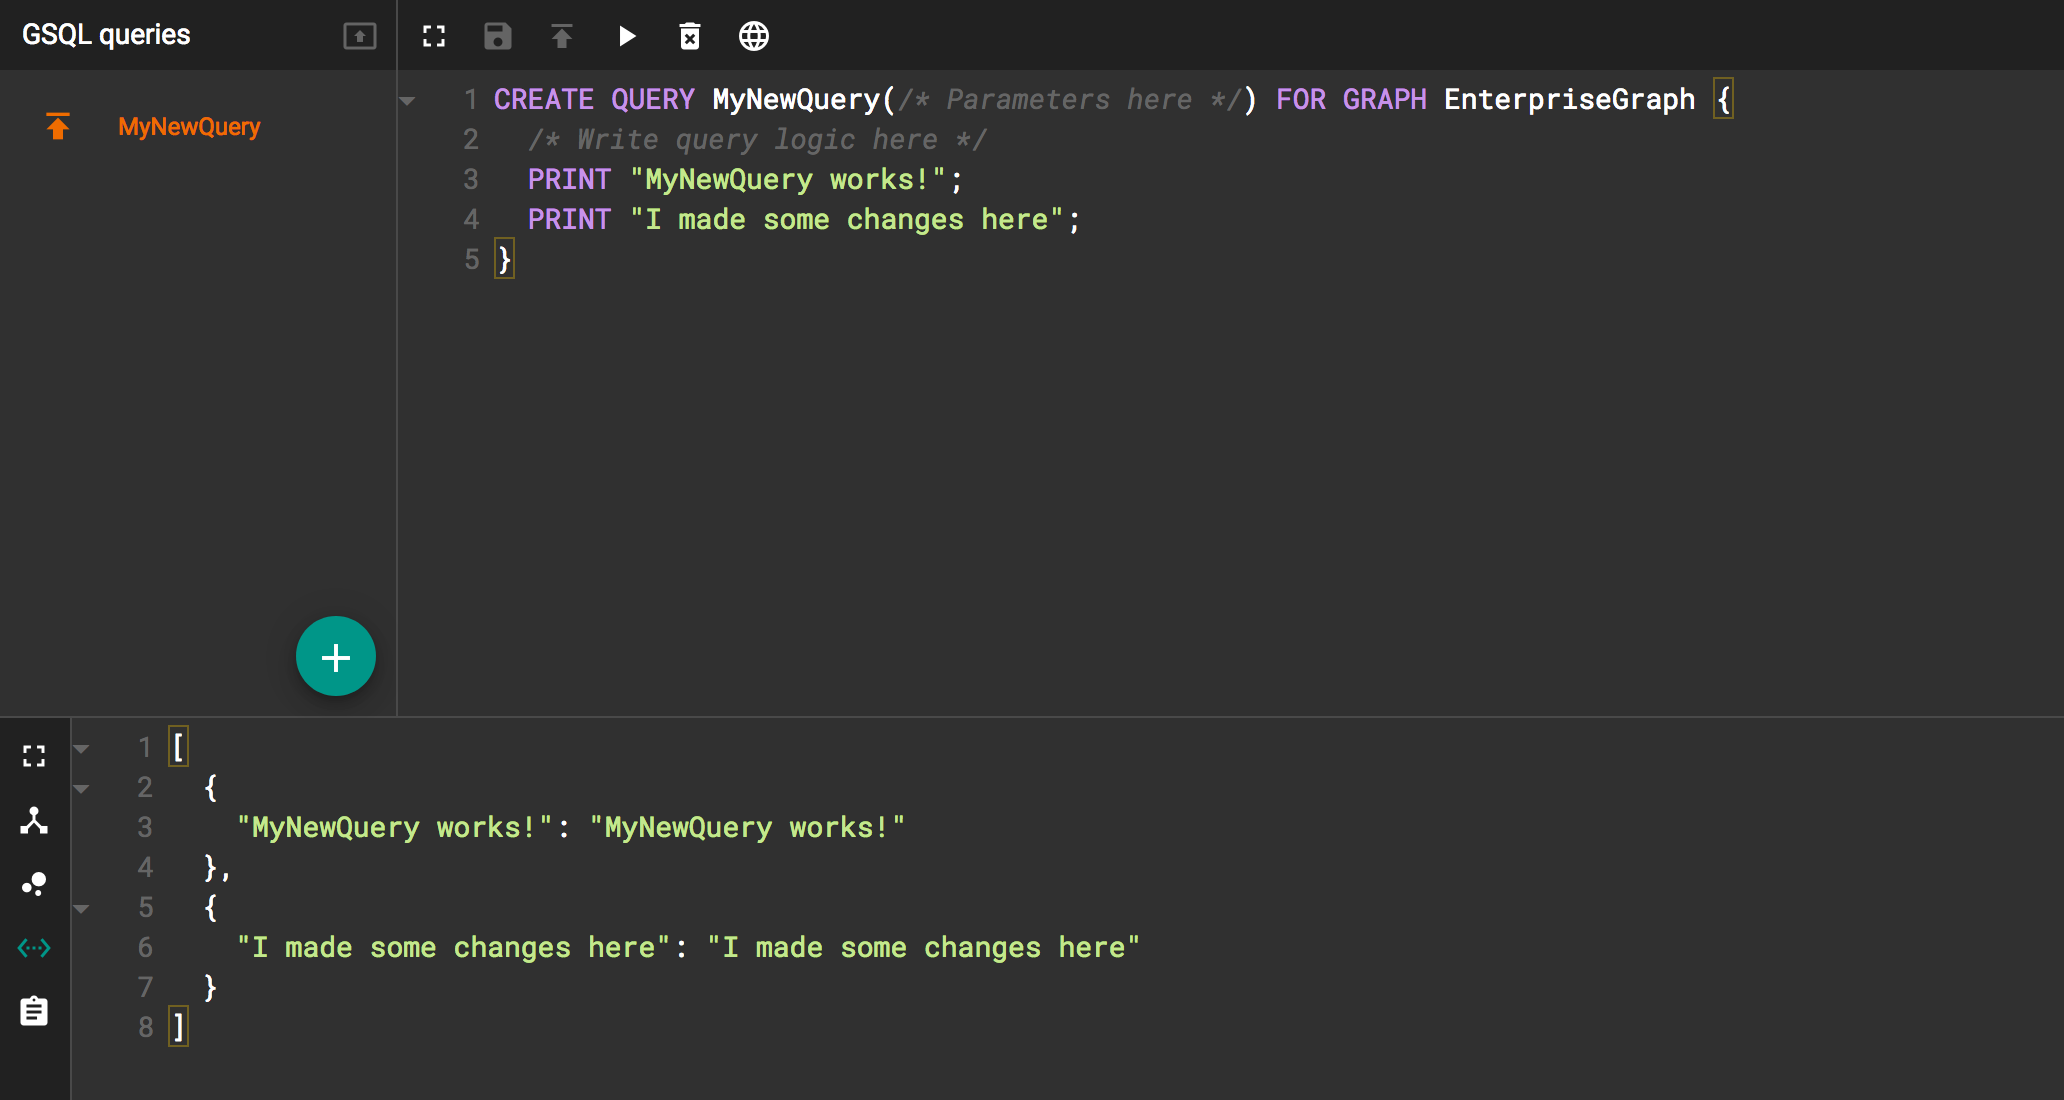 GSQL queries
MyNewQuery
1 CREATE QUERY MyNewQuery(/* Parameters here */) FOR GRAPH EnterpriseGraph {
2   /* Write query logic here */
3   PRINT "MyNewQuery works!";
4   PRINT "I made some changes here";
5 }
1 [
2   {
3     "MyNewQuery works!": "MyNewQuery works!"
4   },
5   {
6     "I made some changes here": "I made some changes here"
7   }
8 ]